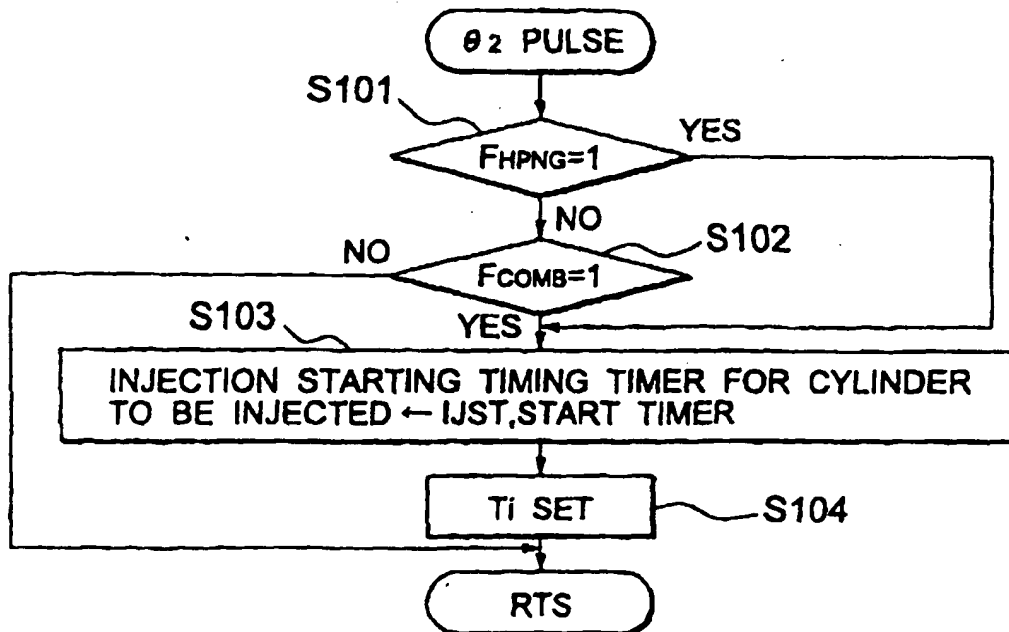 θ2 PULSE
S101
YES
FHPNG=1
NO
NO
S102
FCOMB=1
S103
YES
INJECTION STARTING TIMING TIMER FOR CYLINDER
TO BE INJECTED ← IJST,START TIMER
Ti SET
S104
RTS